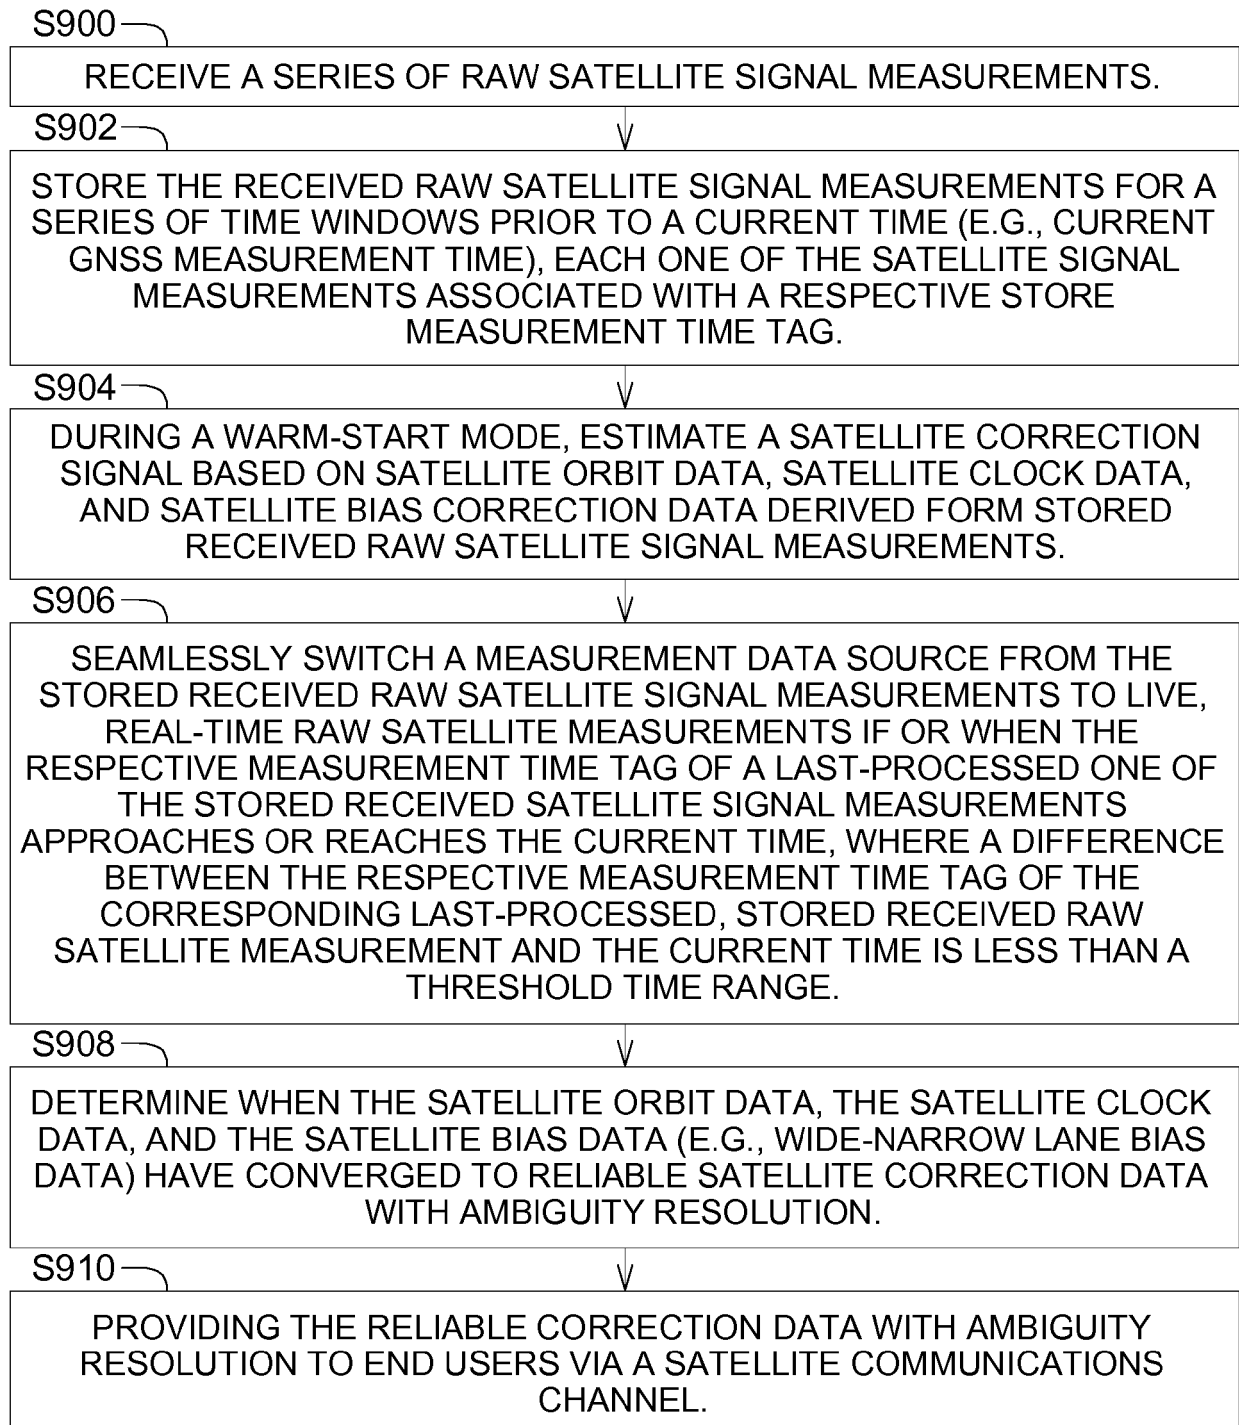 S900
RECEIVE A SERIES OF RAW SATELLITE SIGNAL MEASUREMENTS.
S902
STORE THE RECEIVED RAW SATELLITE SIGNAL MEASUREMENTS FOR A
SERIES OF TIME WINDOWS PRIOR TO A CURRENT TIME (E.G., CURRENT
GNSS MEASUREMENT TIME), EACH ONE OF THE SATELLITE SIGNAL
MEASUREMENTS ASSOCIATED WITH A RESPECTIVE STORE
MEASUREMENT TIME TAG.
S904
DURING A WARM-START MODE, ESTIMATE A SATELLITE CORRECTION
SIGNAL BASED ON SATELLITE ORBIT DATA, SATELLITE CLOCK DATA,
AND SATELLITE BIAS CORRECTION DATA DERIVED FORM STORED
RECEIVED RAW SATELLITE SIGNAL MEASUREMENTS.
S906
SEAMLESSLY SWITCH A MEASUREMENT DATA SOURCE FROM THE
STORED RECEIVED RAW SATELLITE SIGNAL MEASUREMENTS TO LIVE,
REAL-TIME RAW SATELLITE MEASUREMENTS IF OR WHEN THE
RESPECTIVE MEASUREMENT TIME TAG OF A LAST-PROCESSED ONE OF
THE STORED RECEIVED SATELLITE SIGNAL MEASUREMENTS
APPROACHES OR REACHES THE CURRENT TIME, WHERE A DIFFERENCE
BETWEEN THE RESPECTIVE MEASUREMENT TIME TAG OF THE
CORRESPONDING LAST-PROCESSED, STORED RECEIVED RAW
SATELLITE MEASUREMENT AND THE CURRENT TIME IS LESS THAN A
THRESHOLD TIME RANGE.
S908
DETERMINE WHEN THE SATELLITE ORBIT DATA, THE SATELLITE CLOCK
DATA, AND THE SATELLITE BIAS DATA (E.G., WIDE-NARROW LANE BIAS
DATA) HAVE CONVERGED TO RELIABLE SATELLITE CORRECTION DATA
WITH AMBIGUITY RESOLUTION.
S910
PROVIDING THE RELIABLE CORRECTION DATA WITH AMBIGUITY
RESOLUTION TO END USERS VIA A SATELLITE COMMUNICATIONS
CHANNEL.